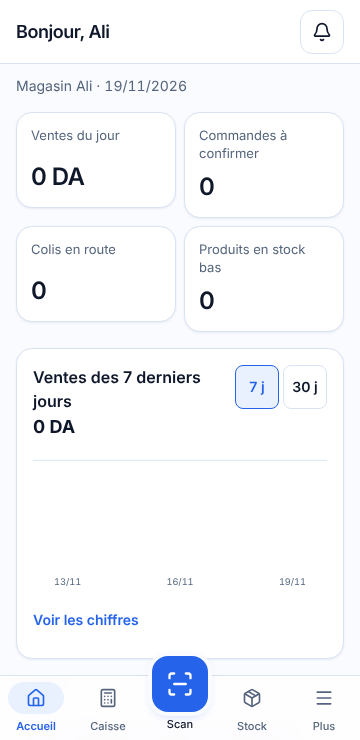 Bonjour, Ali
Magasin Ali · 19/11/2026
Ventes du jour
0 DA
Commandes à
confirmer
0
Colis en route
0
Produits en stock
bas
0
Ventes des 7 derniers
jours
0 DA
7 j
30 j
13/11
16/11
19/11
Voir les chiffres
Accueil
Caisse
Scan
Stock
Plus